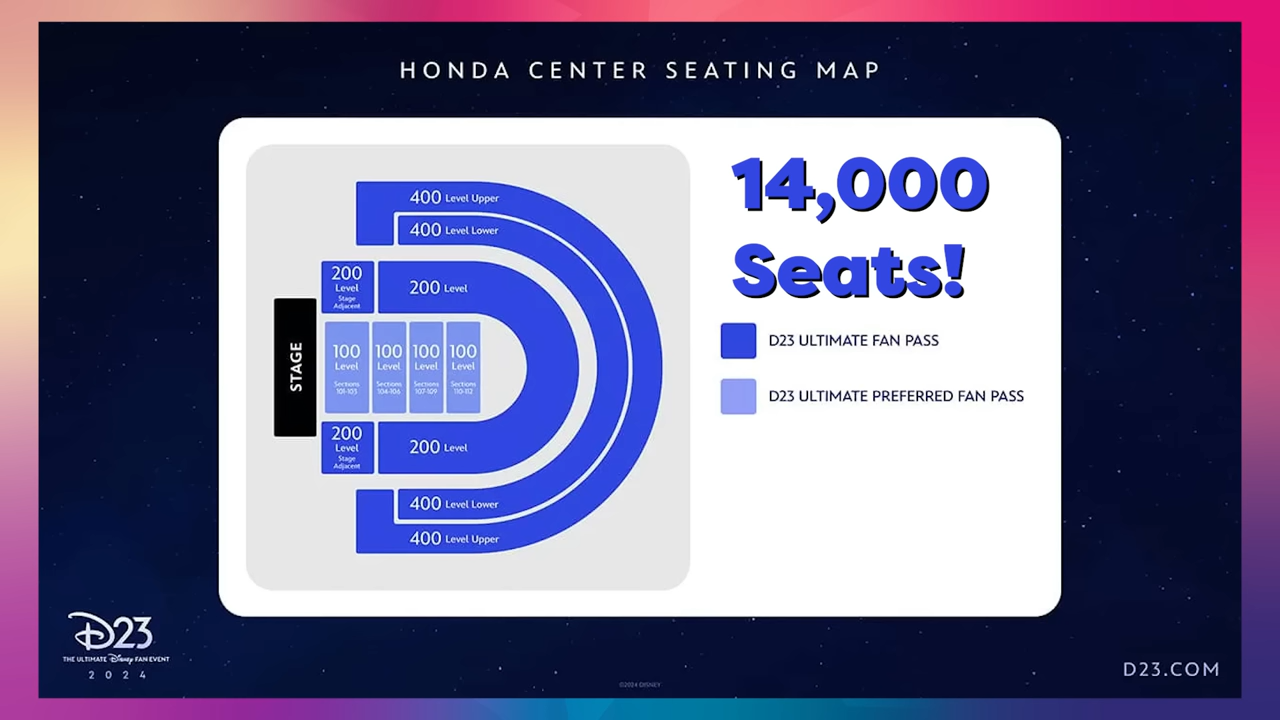 HONDA CENTER SEATING MAP
14,000
Seats!
D23 ULTIMATE FAN PASS
D23 ULTIMATE PREFERRED FAN PASS
400 Level Upper
400 Level Lower
200
Level
Stage
Adjacent
200 Level
STAGE
100
Level
Sections
101-103
100
Level
Sections
104-106
100
Level
Sections
107-109
100
Level
Sections
110-112
200
Level
Stage
Adjacent
200 Level
400 Level Lower
400 Level Upper
D23
THE ULTIMATE Disney FAN EVENT
2024
©2024 DISNEY
D23.COM